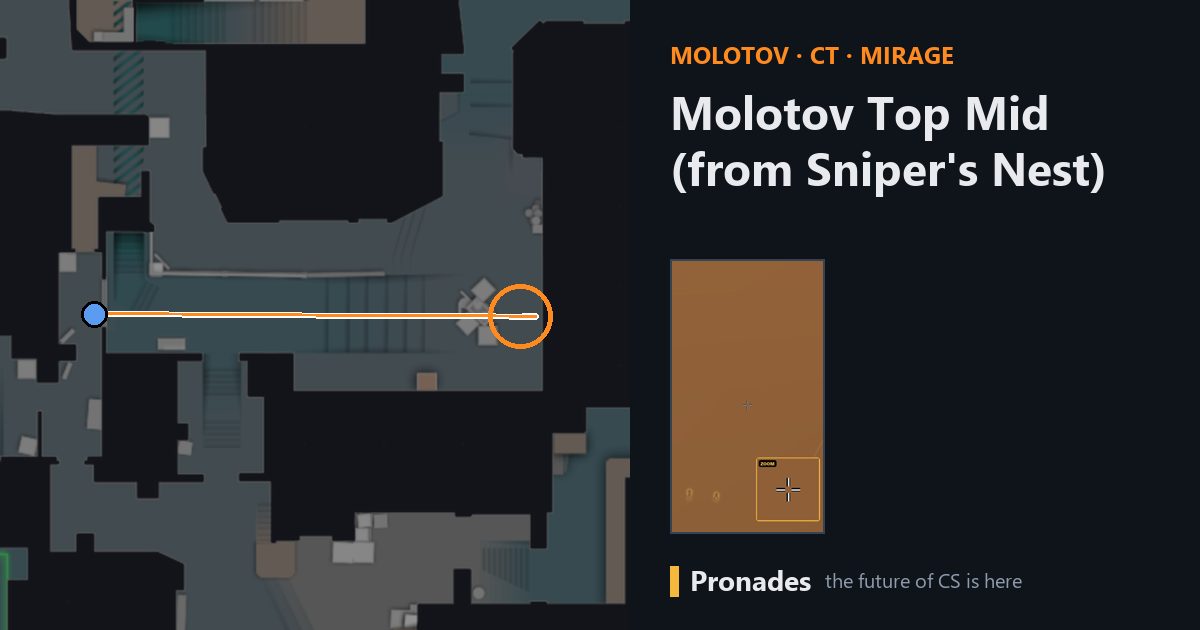 MOLOTOV · CT · MIRAGE
Molotov Top Mid
(from Sniper's Nest)
ZOOM
Pronades the future of CS is here